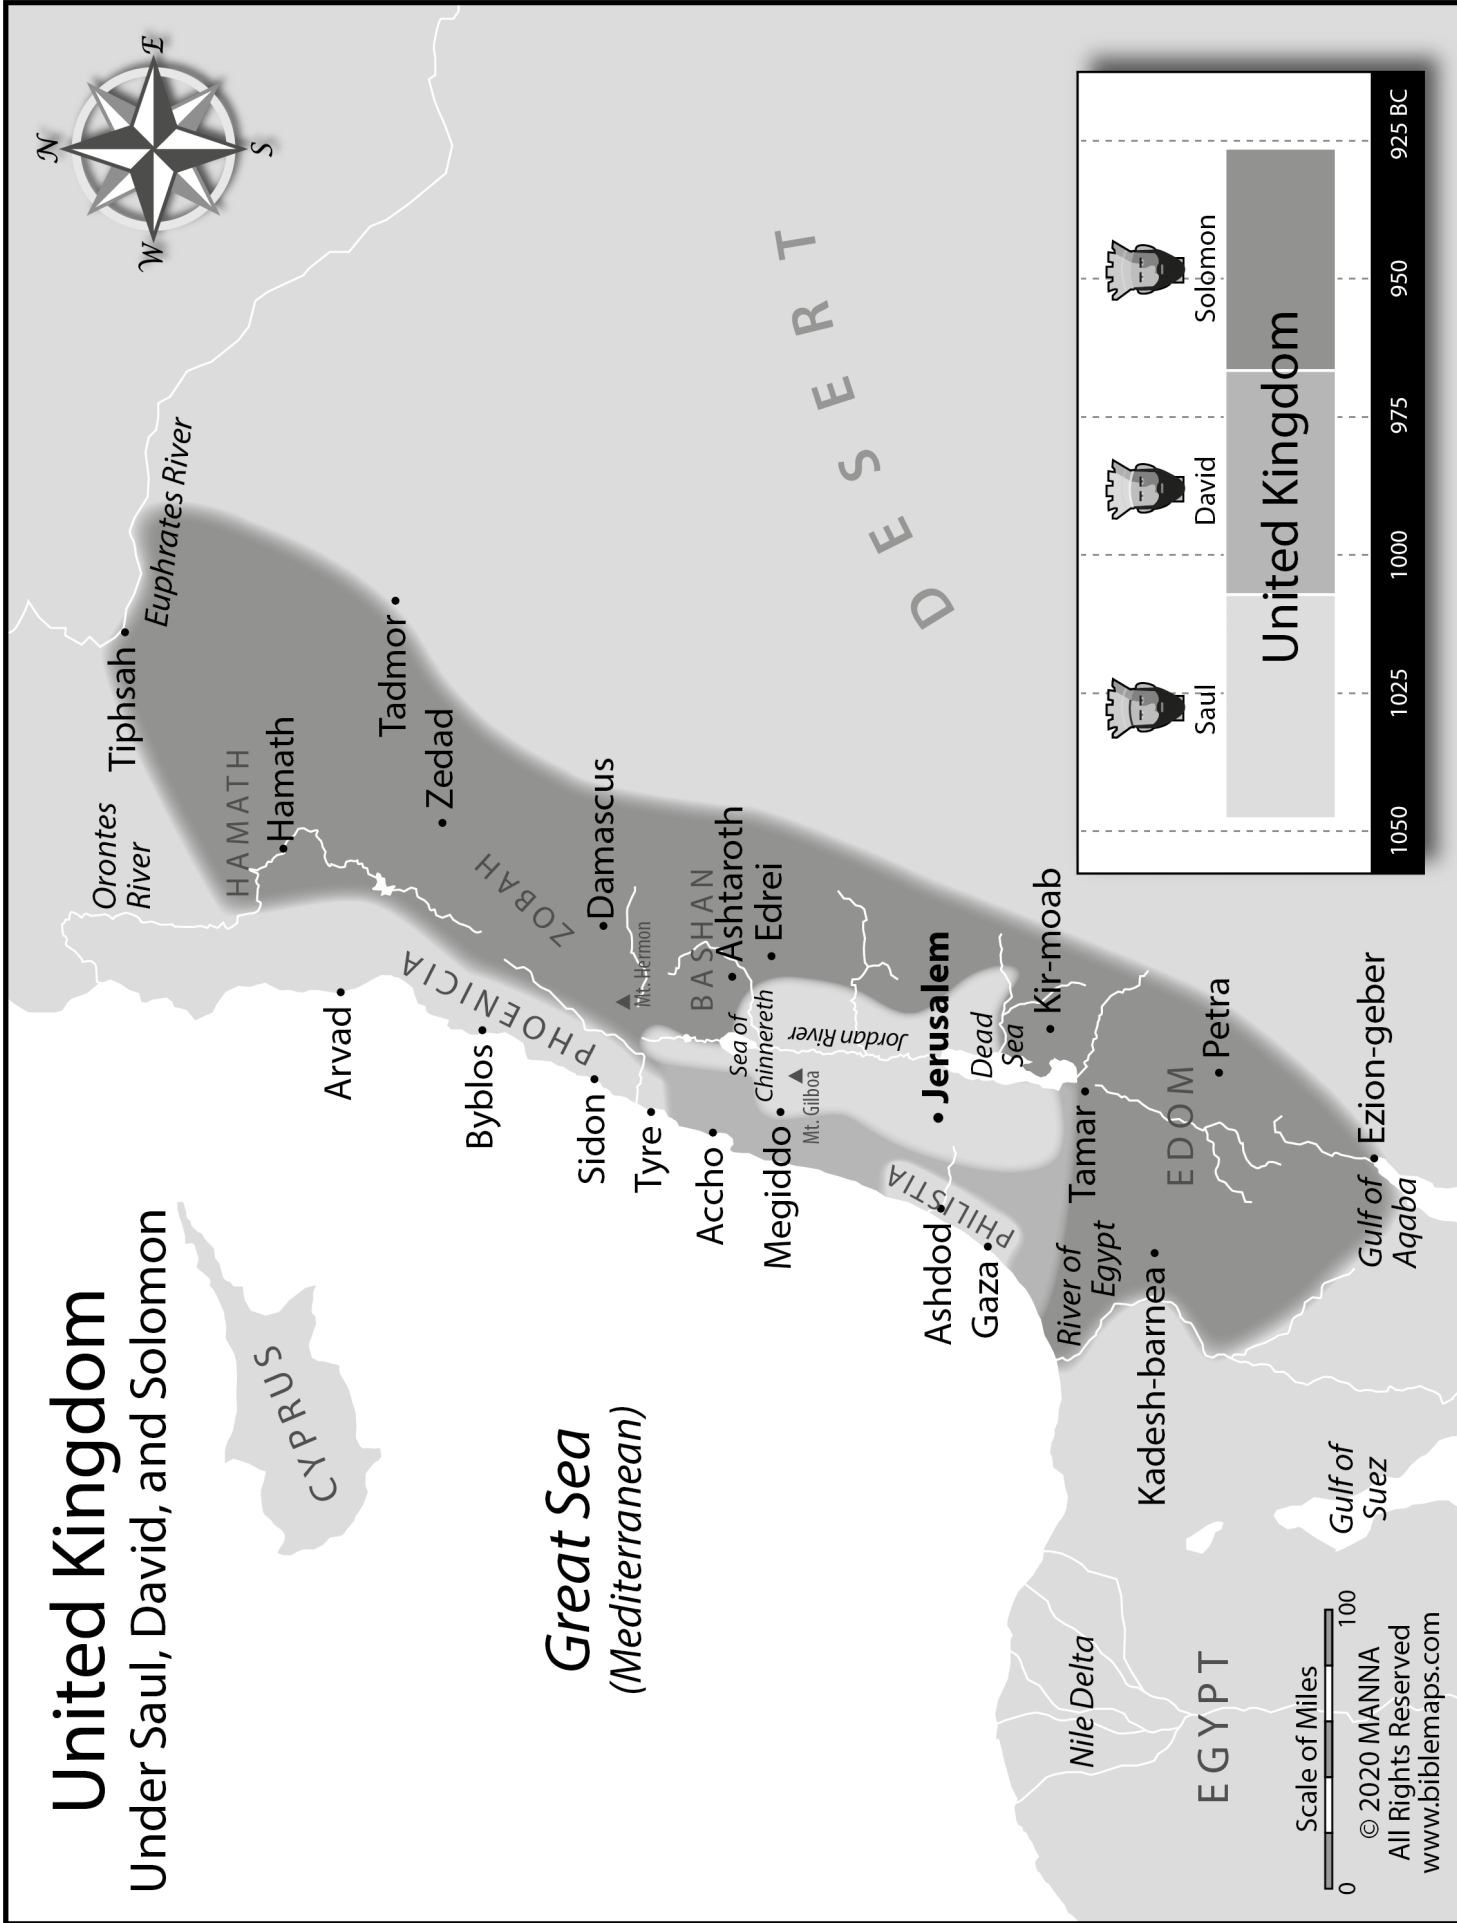 United Kingdom
Under Saul, David, and Solomon
N
E
S
W
CYPRUS
Great Sea
(Mediterranean)
Orontes
River
Tiphsah
Euphrates River
HAMATH
Hamath
Tadmor
Zedad
Arvad
PHOENICIA
ZOBAH
Byblos
Damascus
Sidon
Mt. Hermon
Tyre
BASHAN
Ashtaroth
Accho
Edrei
Sea of
Chinnereth
Megiddo
Mt. Gilboa
Jordan River
DESERT
PHILISTIA
Ashdod
Jerusalem
Gaza
Dead
Sea
Kir-moab
River of
Egypt
Tamar
Kadesh-barnea
EDOM
Petra
Gulf of
Aqaba
Ezion-geber
Gulf of
Suez
Nile Delta
EGYPT
Scale of Miles
0
100
© 2020 MANNA
All Rights Reserved
www.biblemaps.com
Saul
David
Solomon
United Kingdom
1050
1025
1000
975
950
925 BC